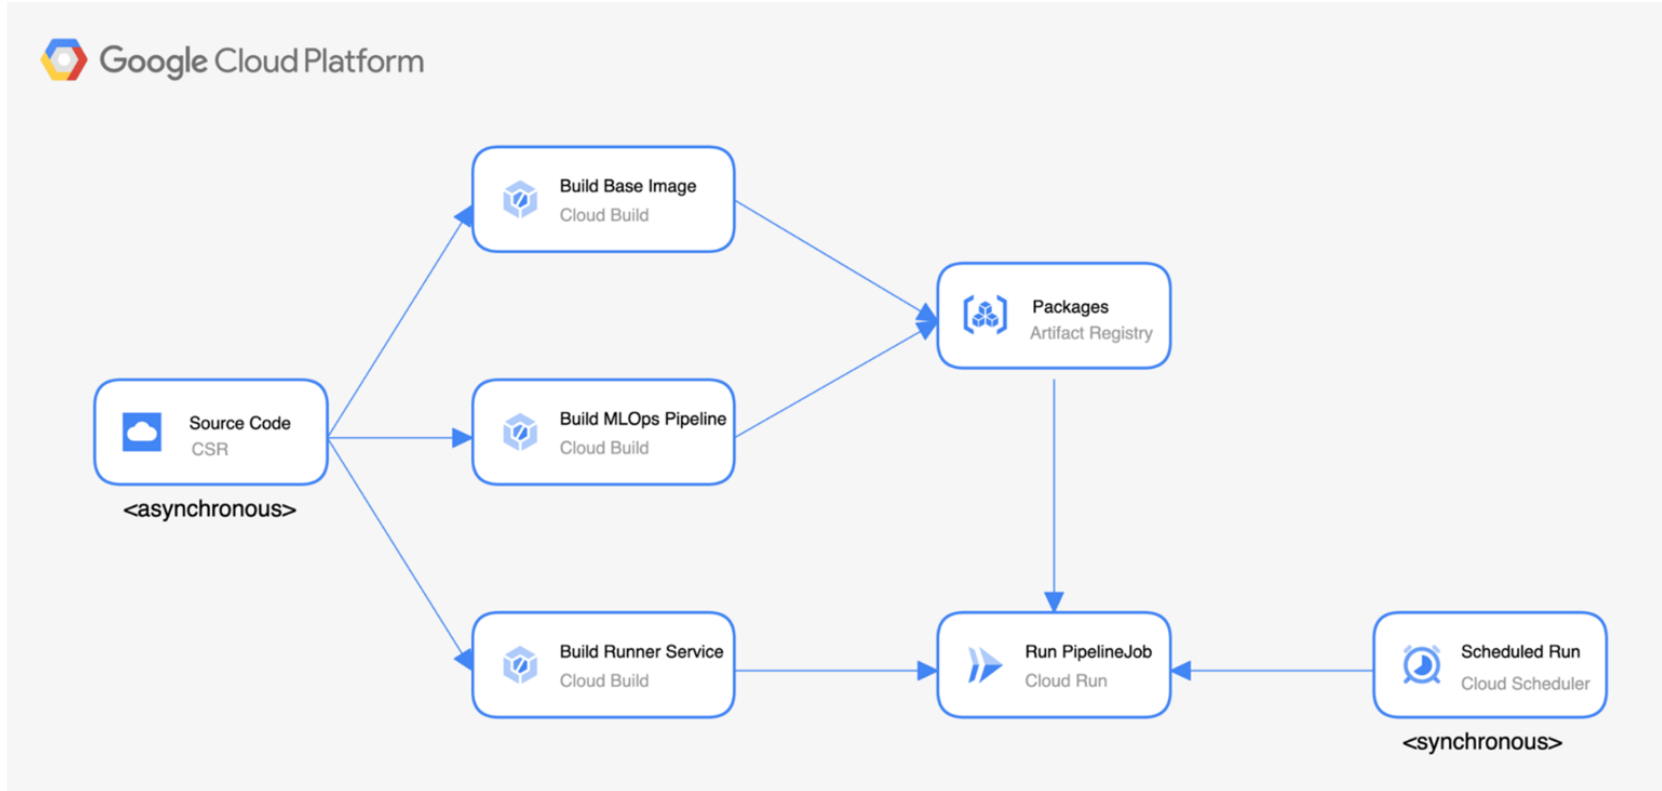 Google Cloud Platform
Build Base Image
Cloud Build
Packages
Artifact Registry
Source Code
CSR
<asynchronous>
Build MLOps Pipeline
Cloud Build
Build Runner Service
Cloud Build
Run PipelineJob
Cloud Run
Scheduled Run
Cloud Scheduler
<synchronous>